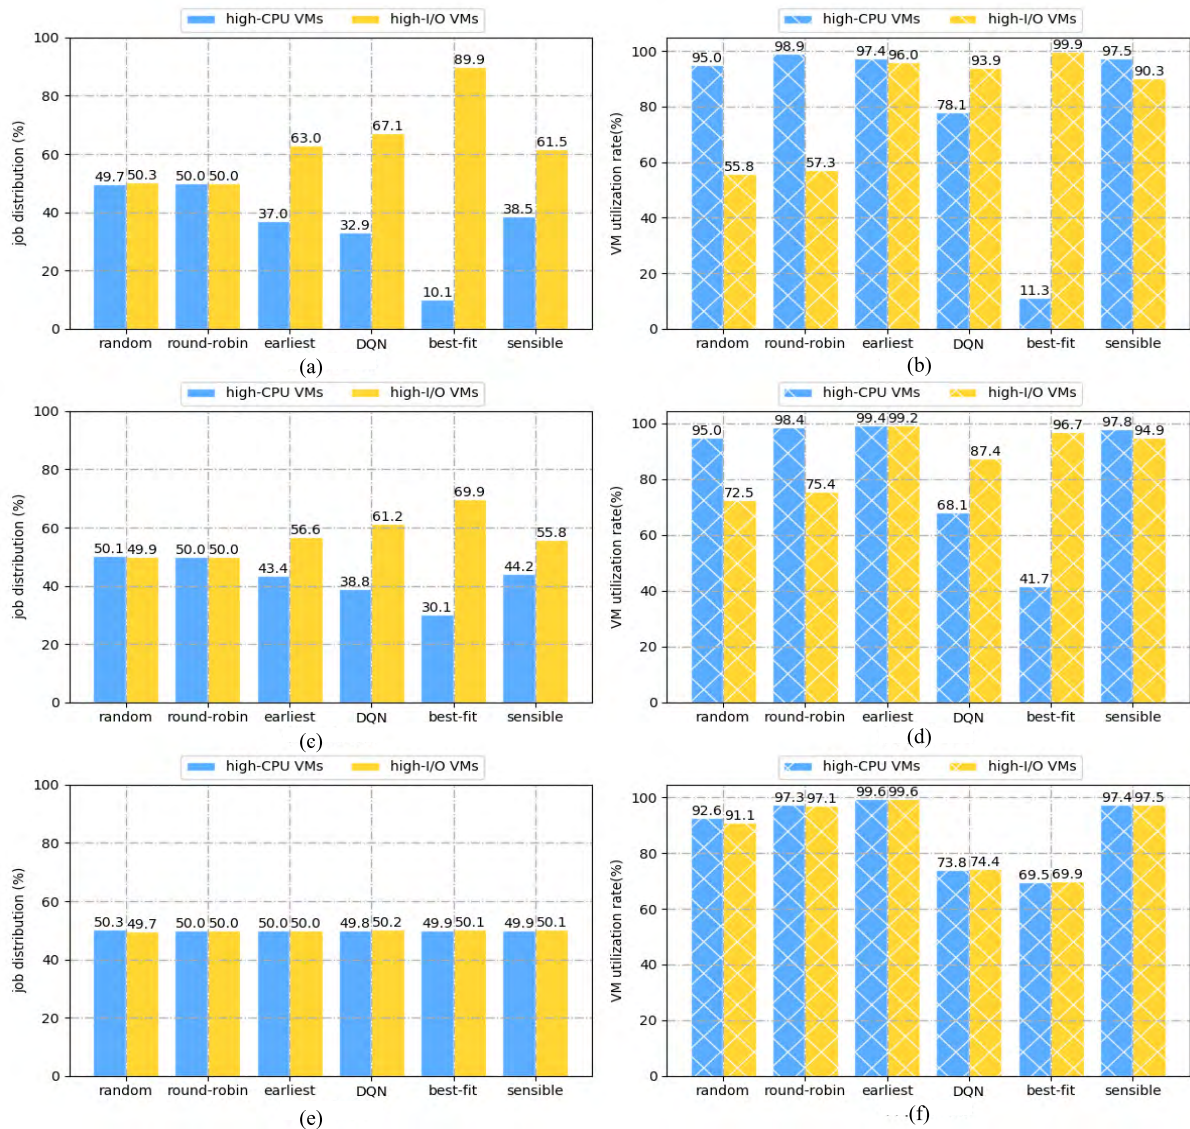 high-CPU VMs high-I/O VMs
job distribution (%)
100
80
60
40
20
0
49.7 50.3 50.0 50.0 37.0 63.0 32.9 67.1 10.1 89.9 38.5 61.5
random round-robin earliest DQN best-fit sensible
(a)
high-CPU VMs high-I/O VMs
VM utilization rate(%)
100
80
60
40
20
0
95.0 55.8 98.9 57.3 97.4 96.0 78.1 93.9 11.3 99.9 97.5 90.3
random round-robin earliest DQN best-fit sensible
(b)
high-CPU VMs high-I/O VMs
job distribution (%)
100
80
60
40
20
0
50.1 49.9 50.0 50.0 43.4 56.6 38.8 61.2 30.1 69.9 44.2 55.8
random round-robin earliest DQN best-fit sensible
(c)
high-CPU VMs high-I/O VMs
VM utilization rate(%)
100
80
60
40
20
0
95.0 72.5 98.4 75.4 99.4 99.2 68.1 87.4 41.7 96.7 97.8 94.9
random round-robin earliest DQN best-fit sensible
(d)
high-CPU VMs high-I/O VMs
job distribution (%)
100
80
60
40
20
0
50.3 49.7 50.0 50.0 50.0 50.0 49.8 50.2 49.9 50.1 49.9 50.1
random round-robin earliest DQN best-fit sensible
(e)
high-CPU VMs high-I/O VMs
VM utilization rate(%)
100
80
60
40
20
0
92.6 91.1 97.3 97.1 99.6 99.6 73.8 74.4 69.5 69.9 97.4 97.5
random round-robin earliest DQN best-fit sensible
(f)